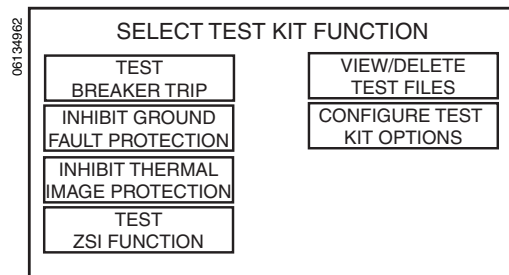 06134962
SELECT TEST KIT FUNCTION
TEST
BREAKER TRIP
INHIBIT GROUND
FAULT PROTECTION
INHIBIT THERMAL
IMAGE PROTECTION
TEST
ZSI FUNCTION
VIEW/DELETE
TEST FILES
CONFIGURE TEST
KIT OPTIONS